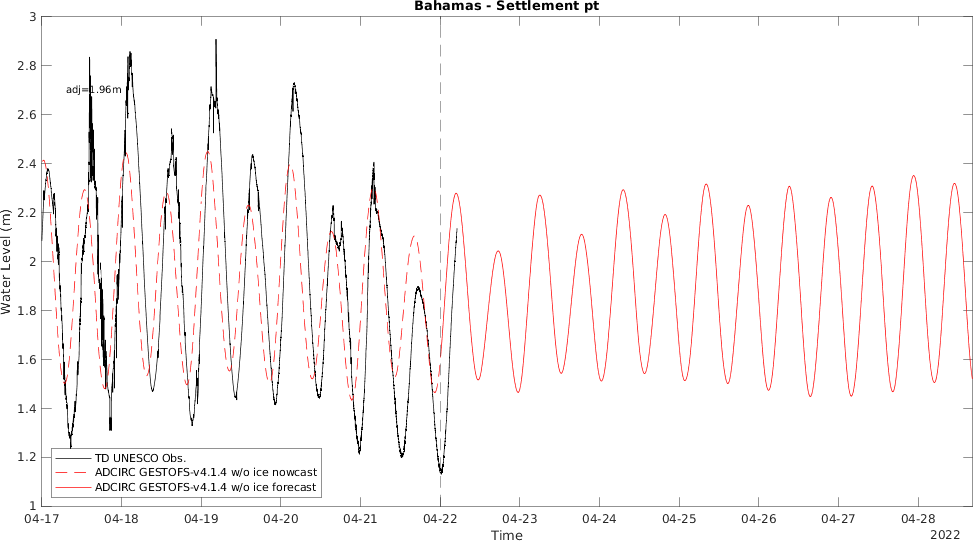 Bahamas - Settlement pt
3
2.8
2.6
2.4
2.2
2
1.8
1.6
1.4
1.2
1
Water Level (m)
adj=1.96m
TD UNESCO Obs.
ADCIRC GESTOFS-v4.1.4 w/o ice nowcast
ADCIRC GESTOFS-v4.1.4 w/o ice forecast
04-17 04-18 04-19 04-20 04-21 04-22 04-23 04-24 04-25 04-26 04-27 04-28
Time
2022